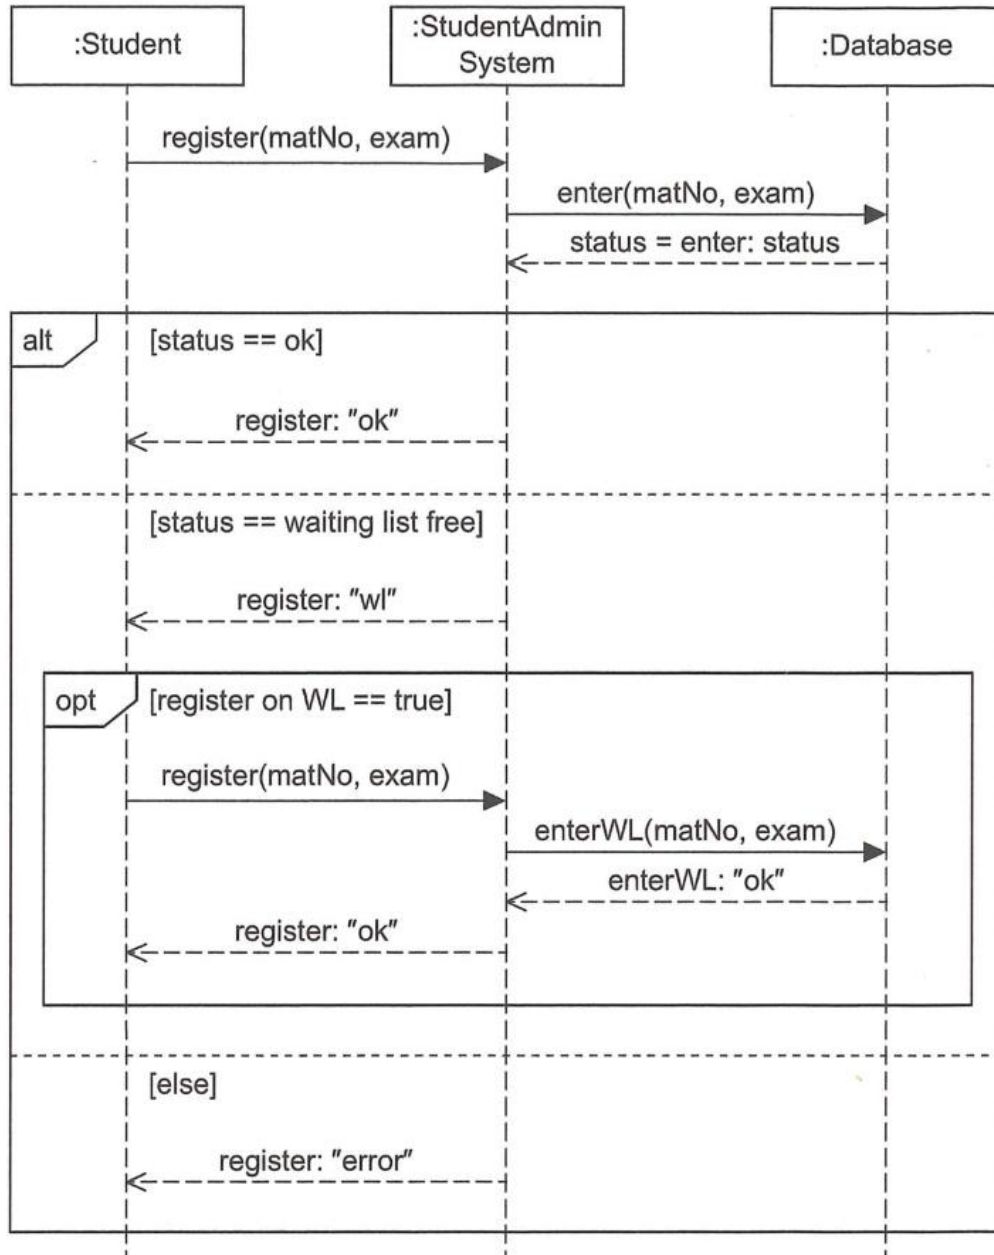 :Student
:StudentAdmin
System
:Database
register(matNo, exam)
enter(matNo, exam)
status = enter: status
alt
[status == ok]
register: "ok"
[status == waiting list free]
register: "wl"
opt
[register on WL == true]
register(matNo, exam)
enterWL(matNo, exam)
enterWL: "ok"
register: "ok"
[else]
register: "error"